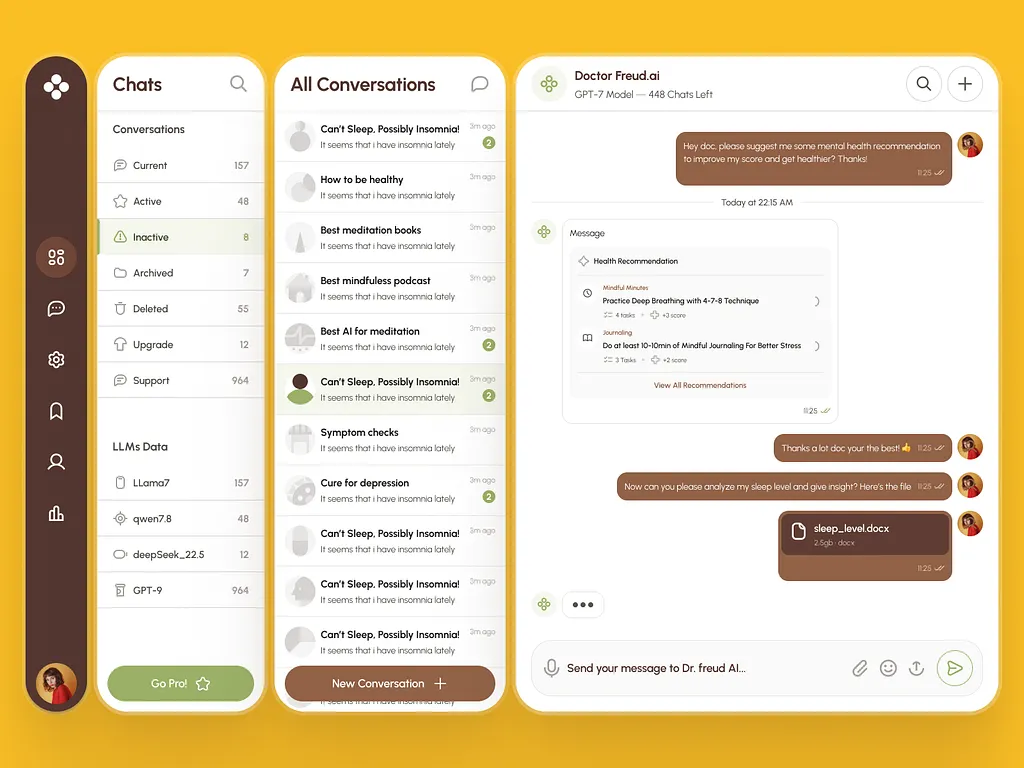 Chats
Conversations
Current 157
Active 48
Inactive 8
Archived 7
Deleted 55
Upgrade 12
Support 964
LLMs Data
LLama7 157
qwen7.8 48
deepSeek_22.5 12
GPT-9 964
Go Pro!
All Conversations
Can't Sleep, Possibly Insomnia! 3m ago
It seems that i have insomnia lately 2
How to be healthy 3m ago
It seems that i have insomnia lately
Best meditation books 3m ago
It seems that i have insomnia lately
Best mindfuless podcast 3m ago
It seems that i have insomnia lately
Best AI for meditation 3m ago
It seems that i have insomnia lately 2
Can't Sleep, Possibly Insomnia! 3m ago
It seems that i have insomnia lately 2
Symptom checks 3m ago
It seems that i have insomnia lately
Cure for depression 3m ago
It seems that i have insomnia lately 2
Can't Sleep, Possibly Insomnia! 3m ago
It seems that i have insomnia lately
Can't Sleep, Possibly Insomnia! 3m ago
It seems that i have insomnia lately
Can't Sleep, Possibly Insomnia! 3m ago
It seems that i have insomnia lately
New Conversation
It seems that i have insomnia lately
Doctor Freud.ai
GPT-7 Model — 448 Chats Left
Hey doc, please suggest me some mental health recommendation
to improve my score and get healthier? Thanks!
11:25
Today at 22:15 AM
Message
Health Recommendation
Mindful Minutes
Practice Deep Breathing with 4-7-8 Technique
4 tasks • +3 score
Journaling
Do at least 10-10min of Mindful Journaling For Better Stress
3 Tasks • +2 score
View All Recommendations
11:25
Thanks a lot doc your the best!👍 11:25
Now can you please analyze my sleep level and give insight? Here's the file 11:25
sleep_level.docx
2.5gb · docx
11:25
Send your message to Dr. freud AI...